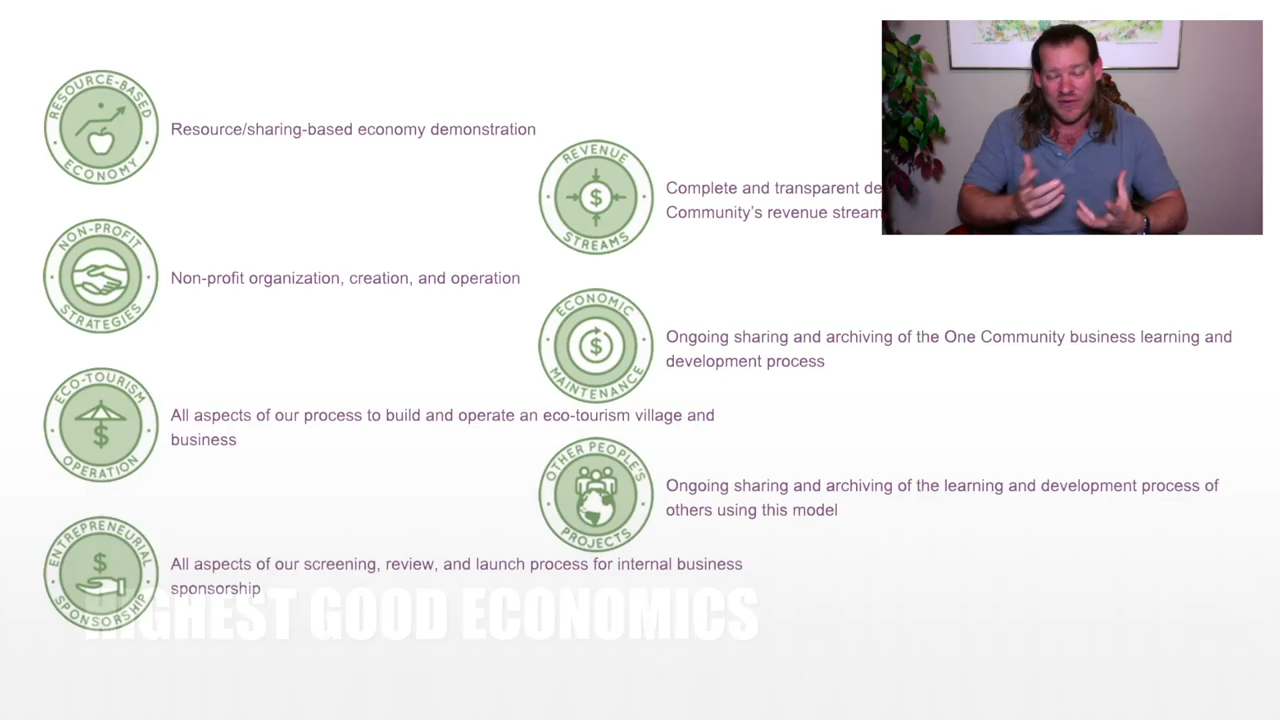 RESOURCE-BASED
ECONOMY
Resource/sharing-based economy demonstration
NON-PROFIT
STRATEGIES
Non-profit organization, creation, and operation
ECO-TOURISM
$
OPERATION
All aspects of our process to build and operate an eco-tourism village and
business
ENTREPRENEURIAL
$
SPONSORSHIP
All aspects of our screening, review, and launch process for internal business
sponsorship
REVENUE
$
STREAMS
Complete and transparent de
Community's revenue stream
ECONOMIC
$
MAINTENANCE
Ongoing sharing and archiving of the One Community business learning and
development process
OTHER PEOPLE'S
PROJECTS
Ongoing sharing and archiving of the learning and development process of
others using this model
HIGHEST GOOD ECONOMICS